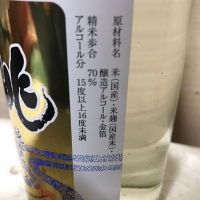 原材料名 米(国産)・米麹(国産米)・
醸造アルコール・金箔
精米歩合 70%
アルコール分 15度以上16度未満